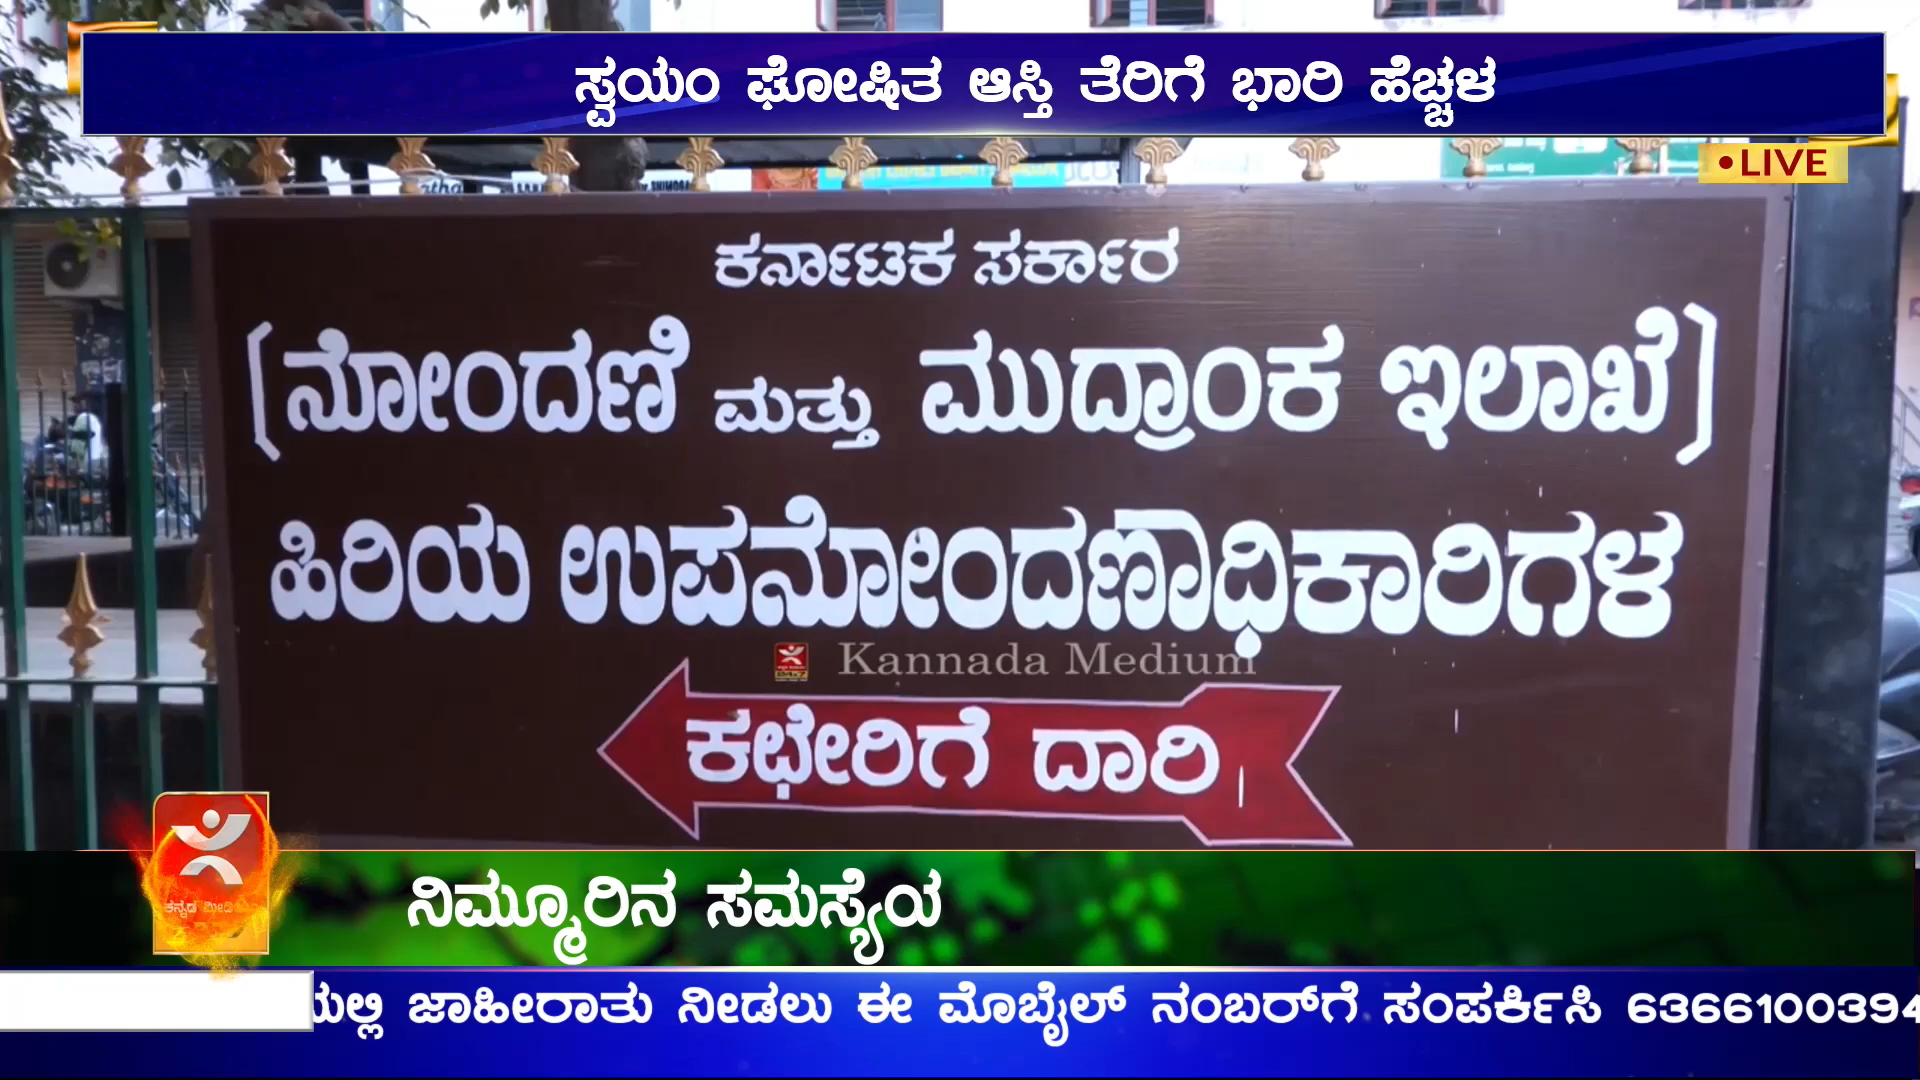 ಸ್ವಯಂ ಘೋಷಿತ ಆಸ್ತಿ ತೆರಿಗೆ ಭಾರಿ ಹೆಚ್ಚಳ
•LIVE
ಕರ್ನಾಟಕ ಸರ್ಕಾರ
(ನೋಂದಣಿ ಮತ್ತು ಮುದ್ರಾಂಕ ಇಲಾಖೆ)
ಹಿರಿಯ ಉಪನೋಂದಣಾಧಿಕಾರಿಗಳ
Kannada Medium
ಕಛೇರಿಗೆ ದಾರಿ
ನಿಮ್ಮೂರಿನ ಸಮಸ್ಯೆಯ
ಜಾಹೀರಾತು ನೀಡಲು ಈ ಮೊಬೈಲ್ ನಂಬರ್‌ಗೆ ಸಂಪರ್ಕಿಸಿ 6366100394